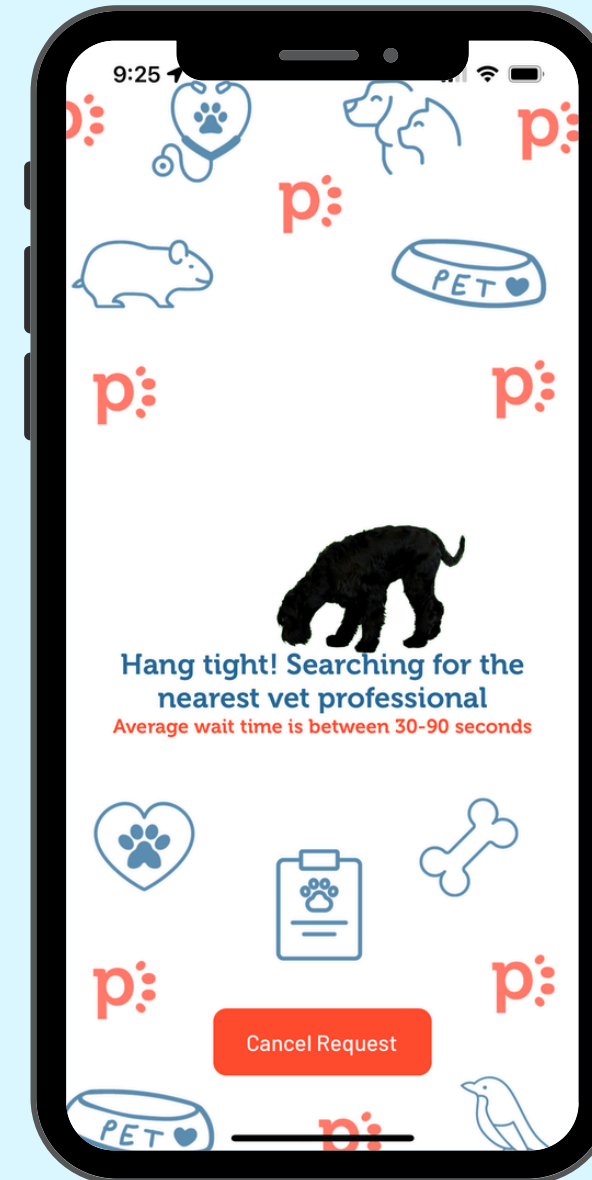 9:25
p
p
p
PET
p
p
Hang tight! Searching for the
nearest vet professional
Average wait time is between 30-90 seconds
p
p
Cancel Request
PET
p